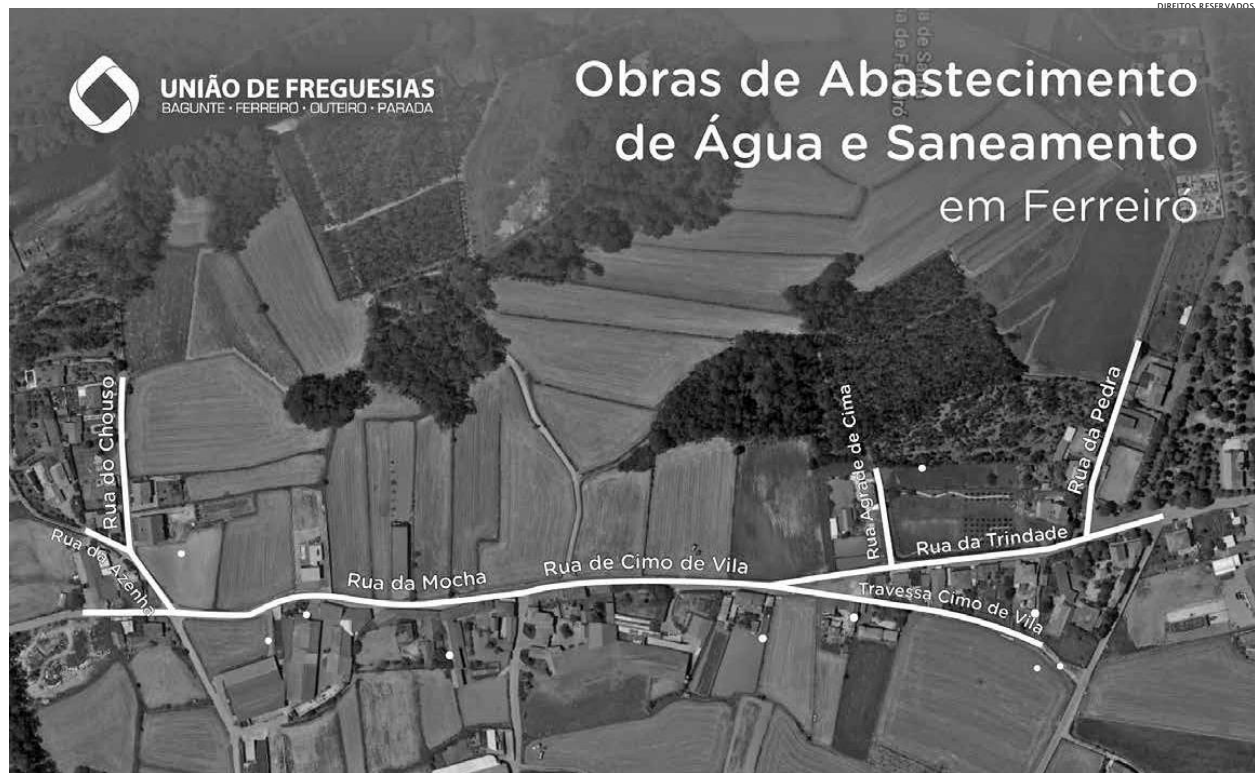 DIREITOS RESERVADOS
UNIÃO DE FREGUESIAS
BAGUNTE · FERREIRO · OUTEIRO · PARADA
Obras de Abastecimento
de Água e Saneamento
em Ferreiró
Rua do Chouso
Rua da Azenha
Rua da Mocha
Rua de Cimo de Vila
Rua Agrade de Cima
Rua da Trindade
Rua da Pedra
Travessa Cimo de Vila